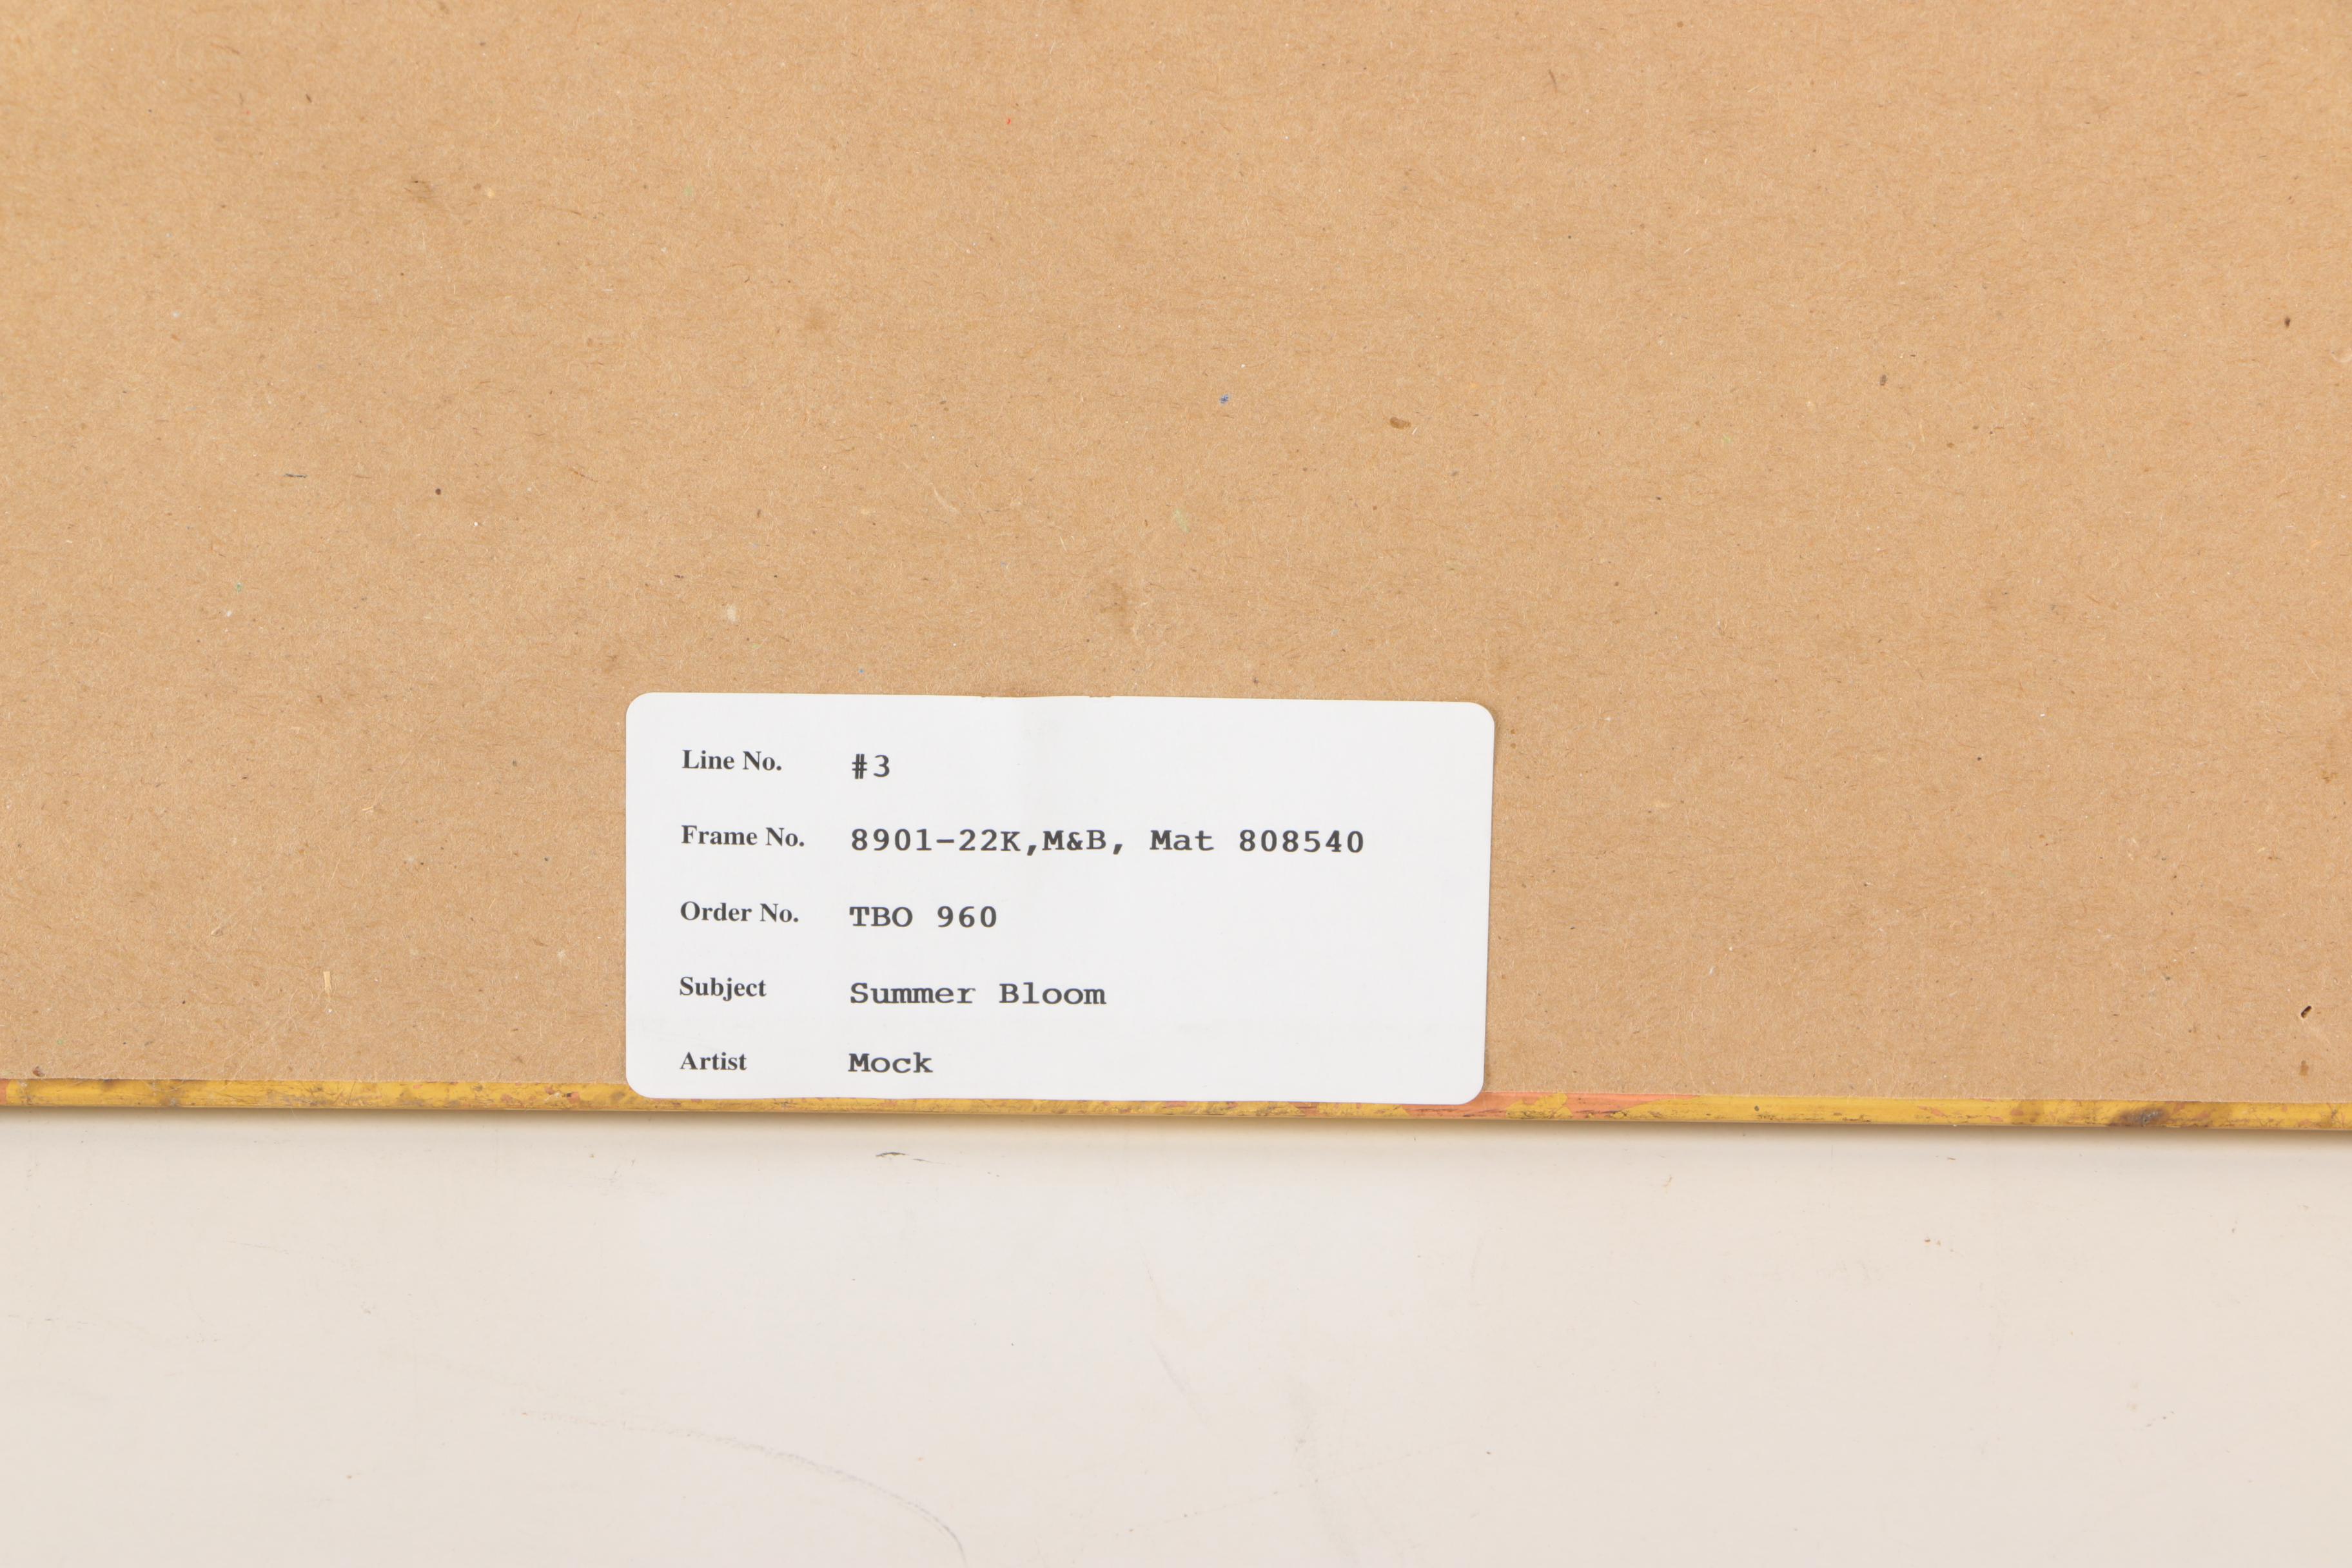 Line No. #3
Frame No. 8901-22K,M&B, Mat 808540
Order No. TBO 960
Subject Summer Bloom
Artist Mock